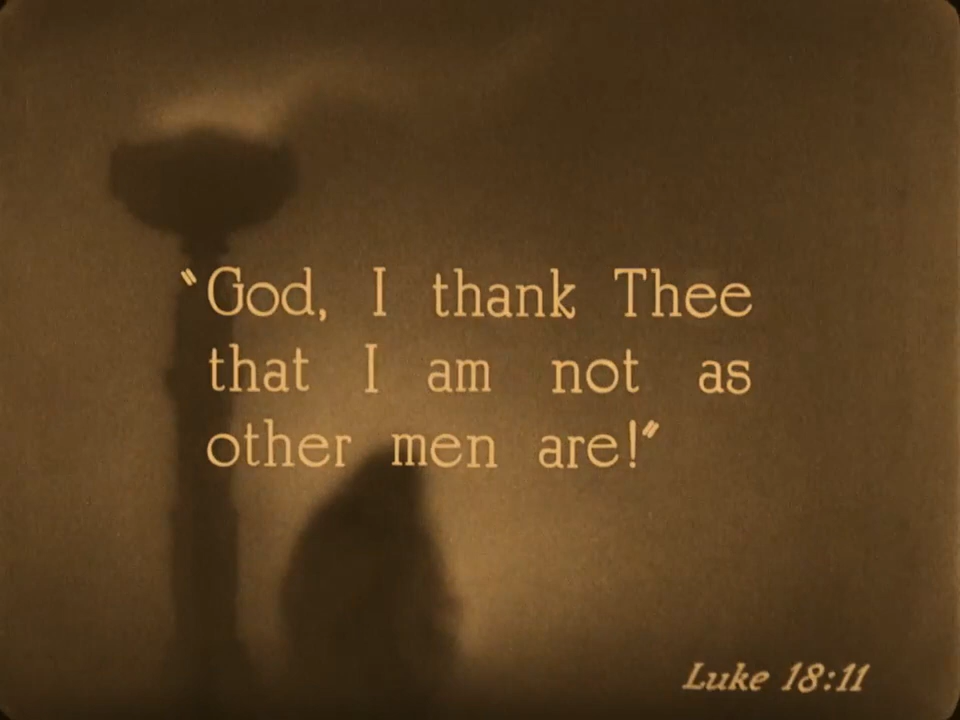 "God, I thank Thee
that I am not as
other men are!"
Luke 18:11